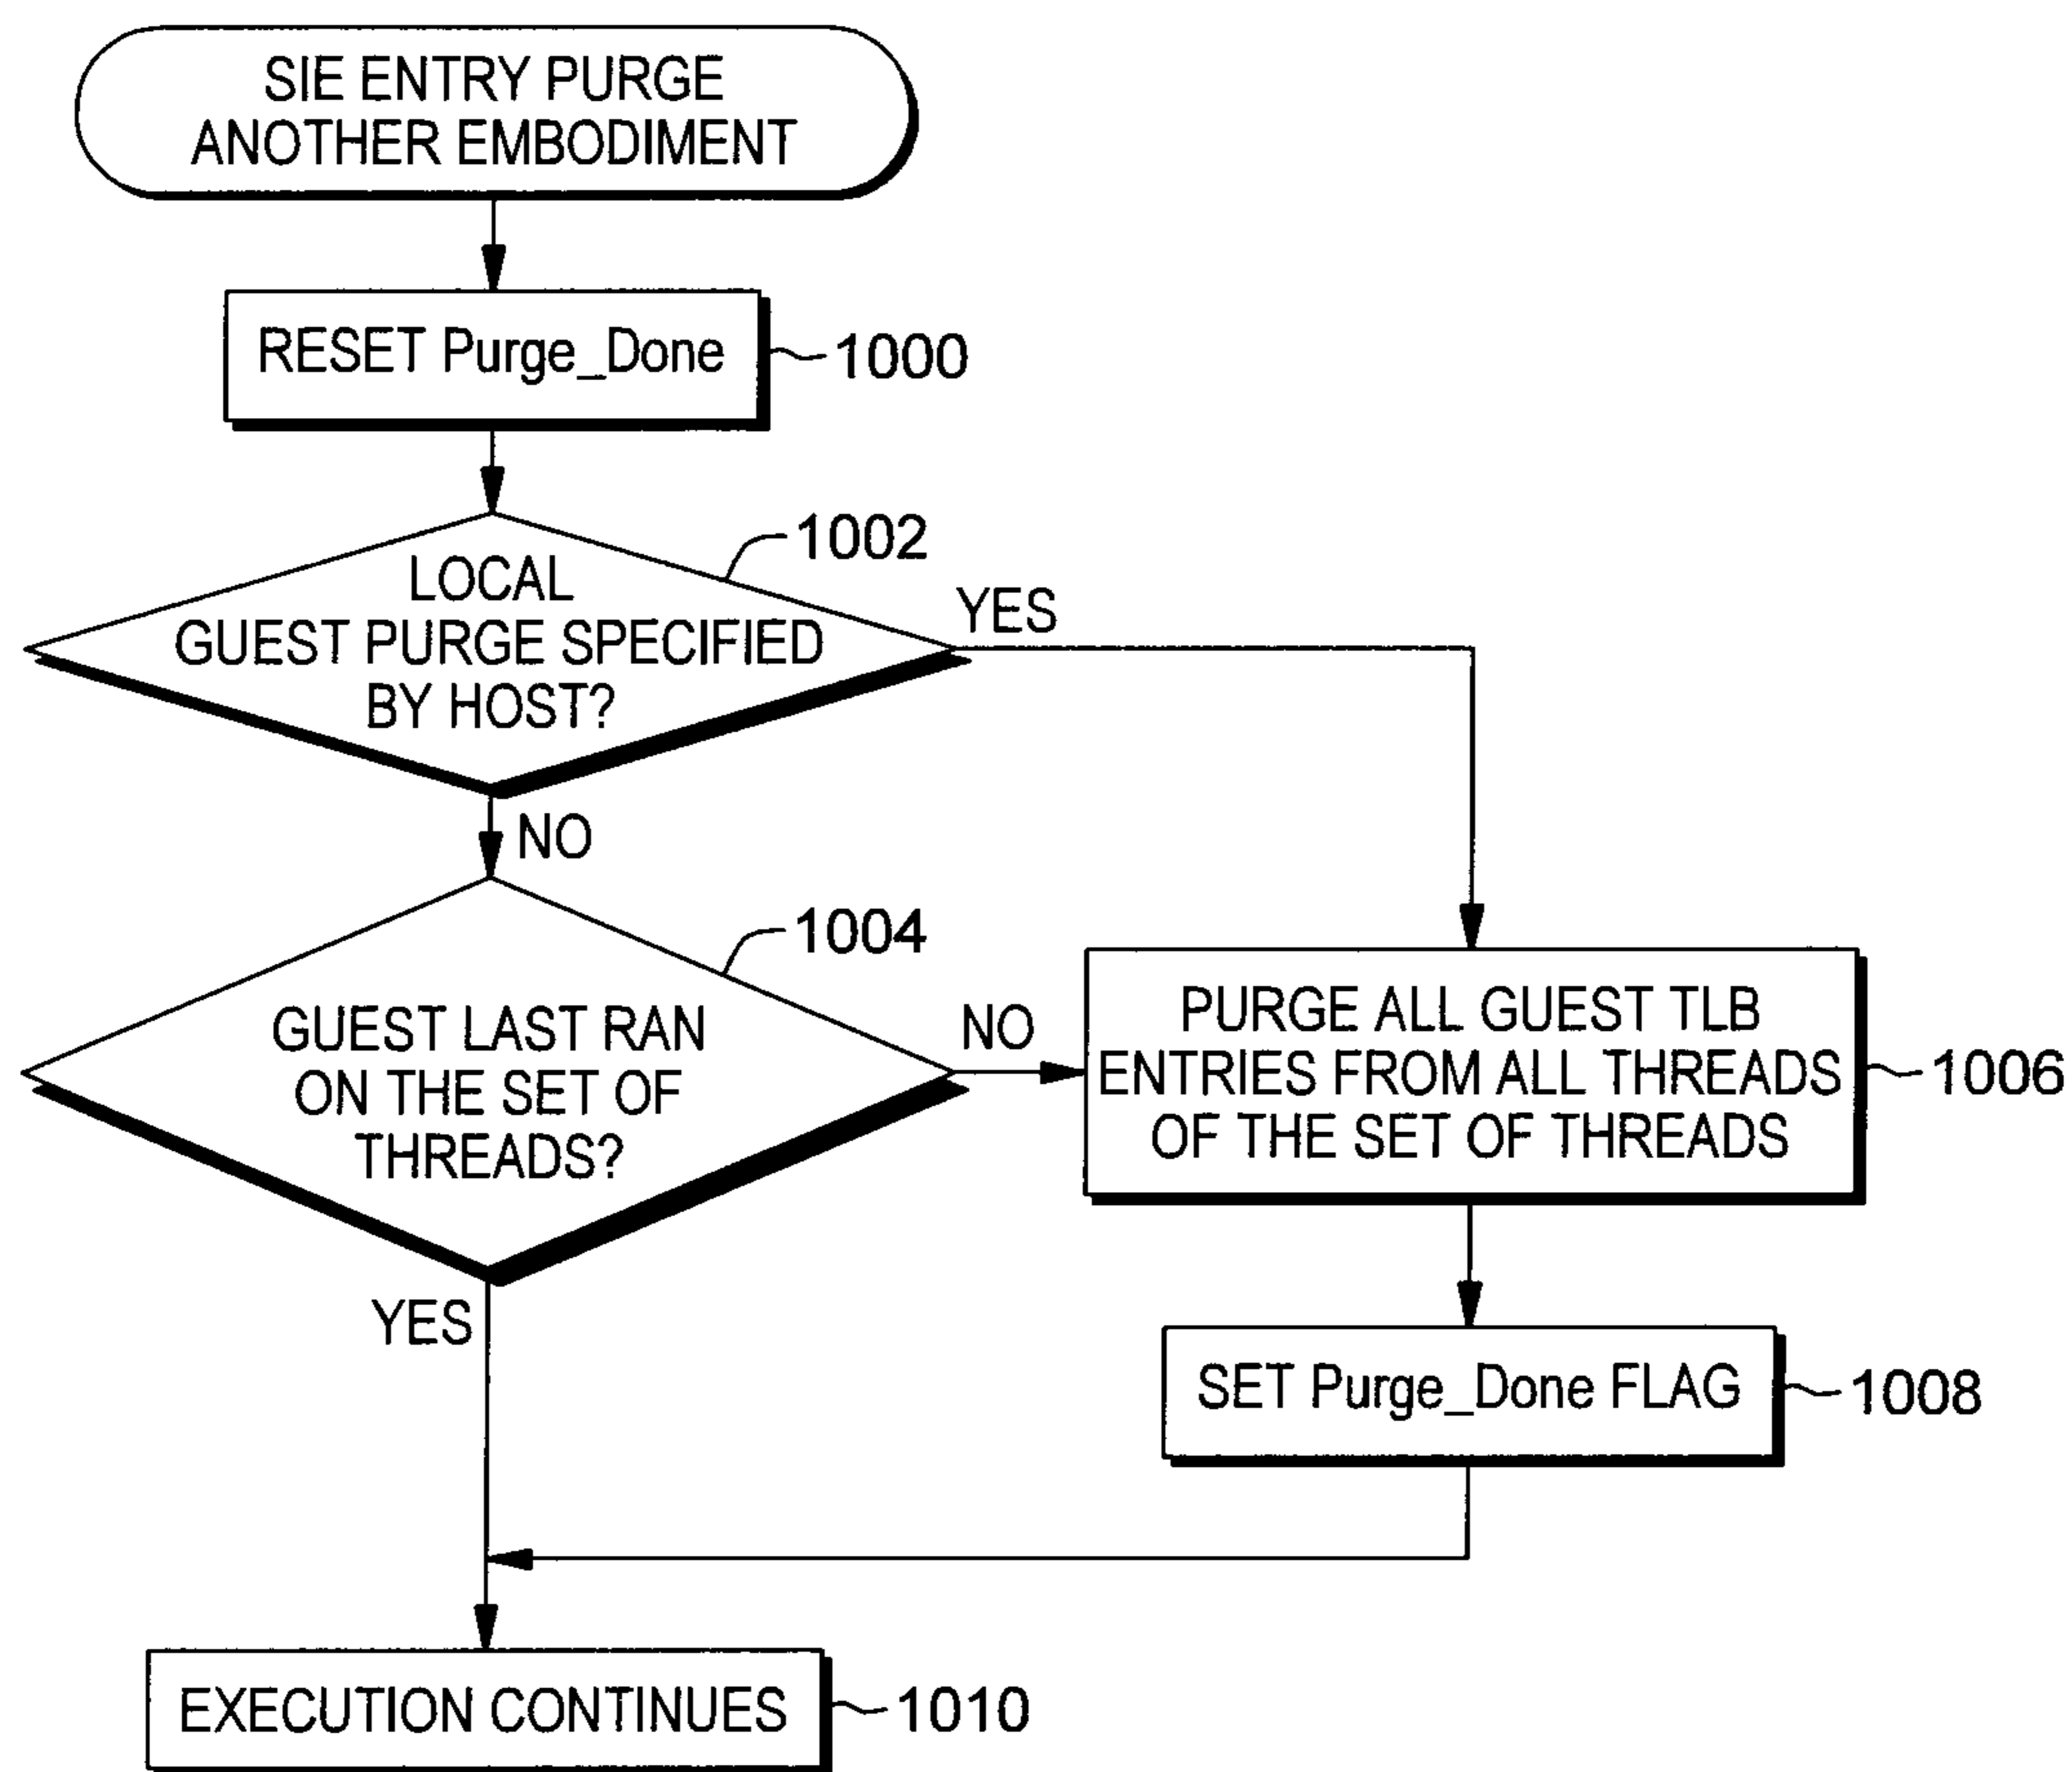 SIE ENTRY PURGE
ANOTHER EMBODIMENT
RESET Purge_Done
1000
1002
LOCAL
GUEST PURGE SPECIFIED
BY HOST?
YES
NO
1004
GUEST LAST RAN
ON THE SET OF
THREADS?
NO
PURGE ALL GUEST TLB
ENTRIES FROM ALL THREADS
OF THE SET OF THREADS
1006
YES
SET Purge_Done FLAG
1008
EXECUTION CONTINUES
1010